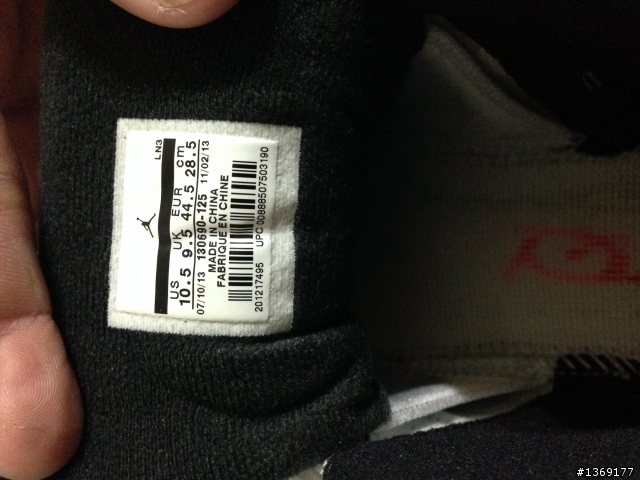 LN3
US UK EUR cm
10.5 9.5 44.5 28.5
07/10/13 130690-125 11/02/13
MADE IN CHINA
FABRIQUE EN CHINE
201217495 UPC 00888507503190
#1369177